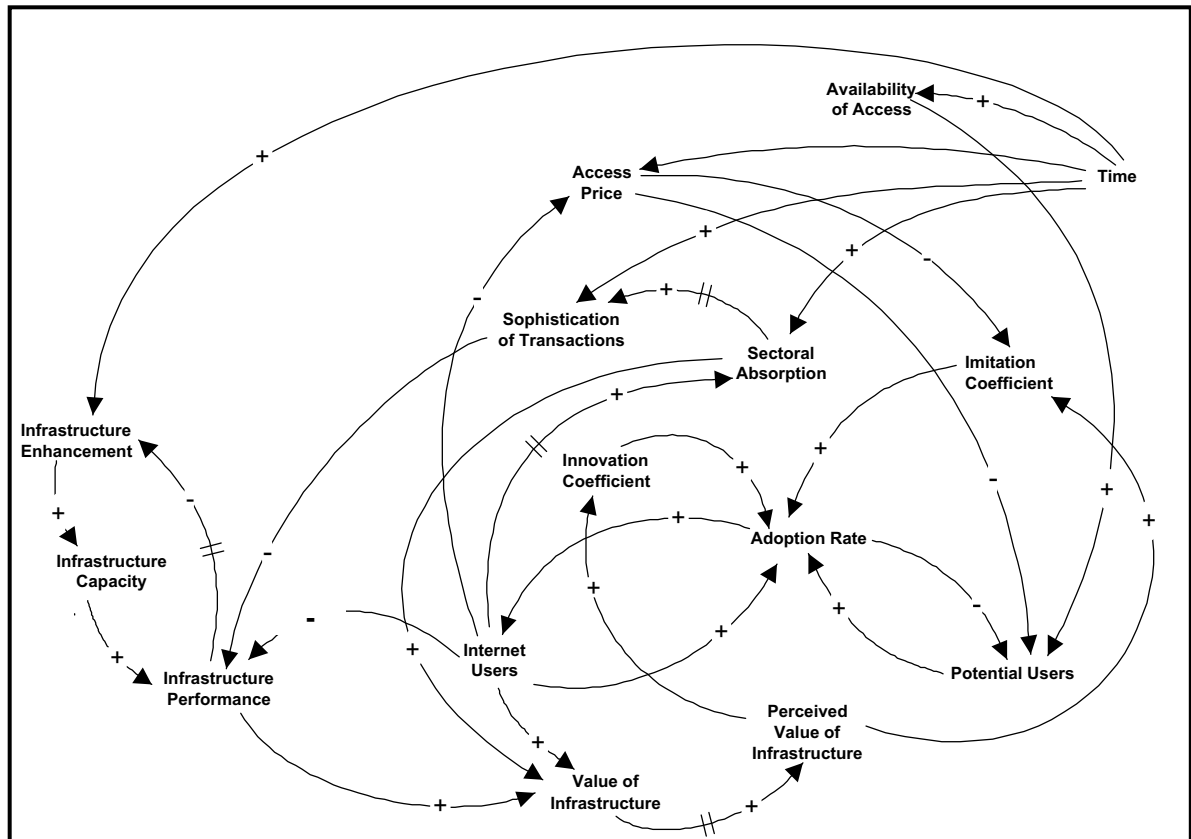 Availability
of Access
+
Time
+
Access
Price
+
+
-
-
+
Sophistication
of Transactions
Sectoral
Absorption
Imitation
Coefficient
+
Infrastructure
Enhancement
+
Innovation
Coefficient
+
-
-
+
+
+
Adoption Rate
-
Infrastructure
Capacity
+
-
+
-
+
+
+
Internet
Users
Potential Users
+
Infrastructure
Performance
Perceived
Value of
Infrastructure
+
Value of
Infrastructure
+
+